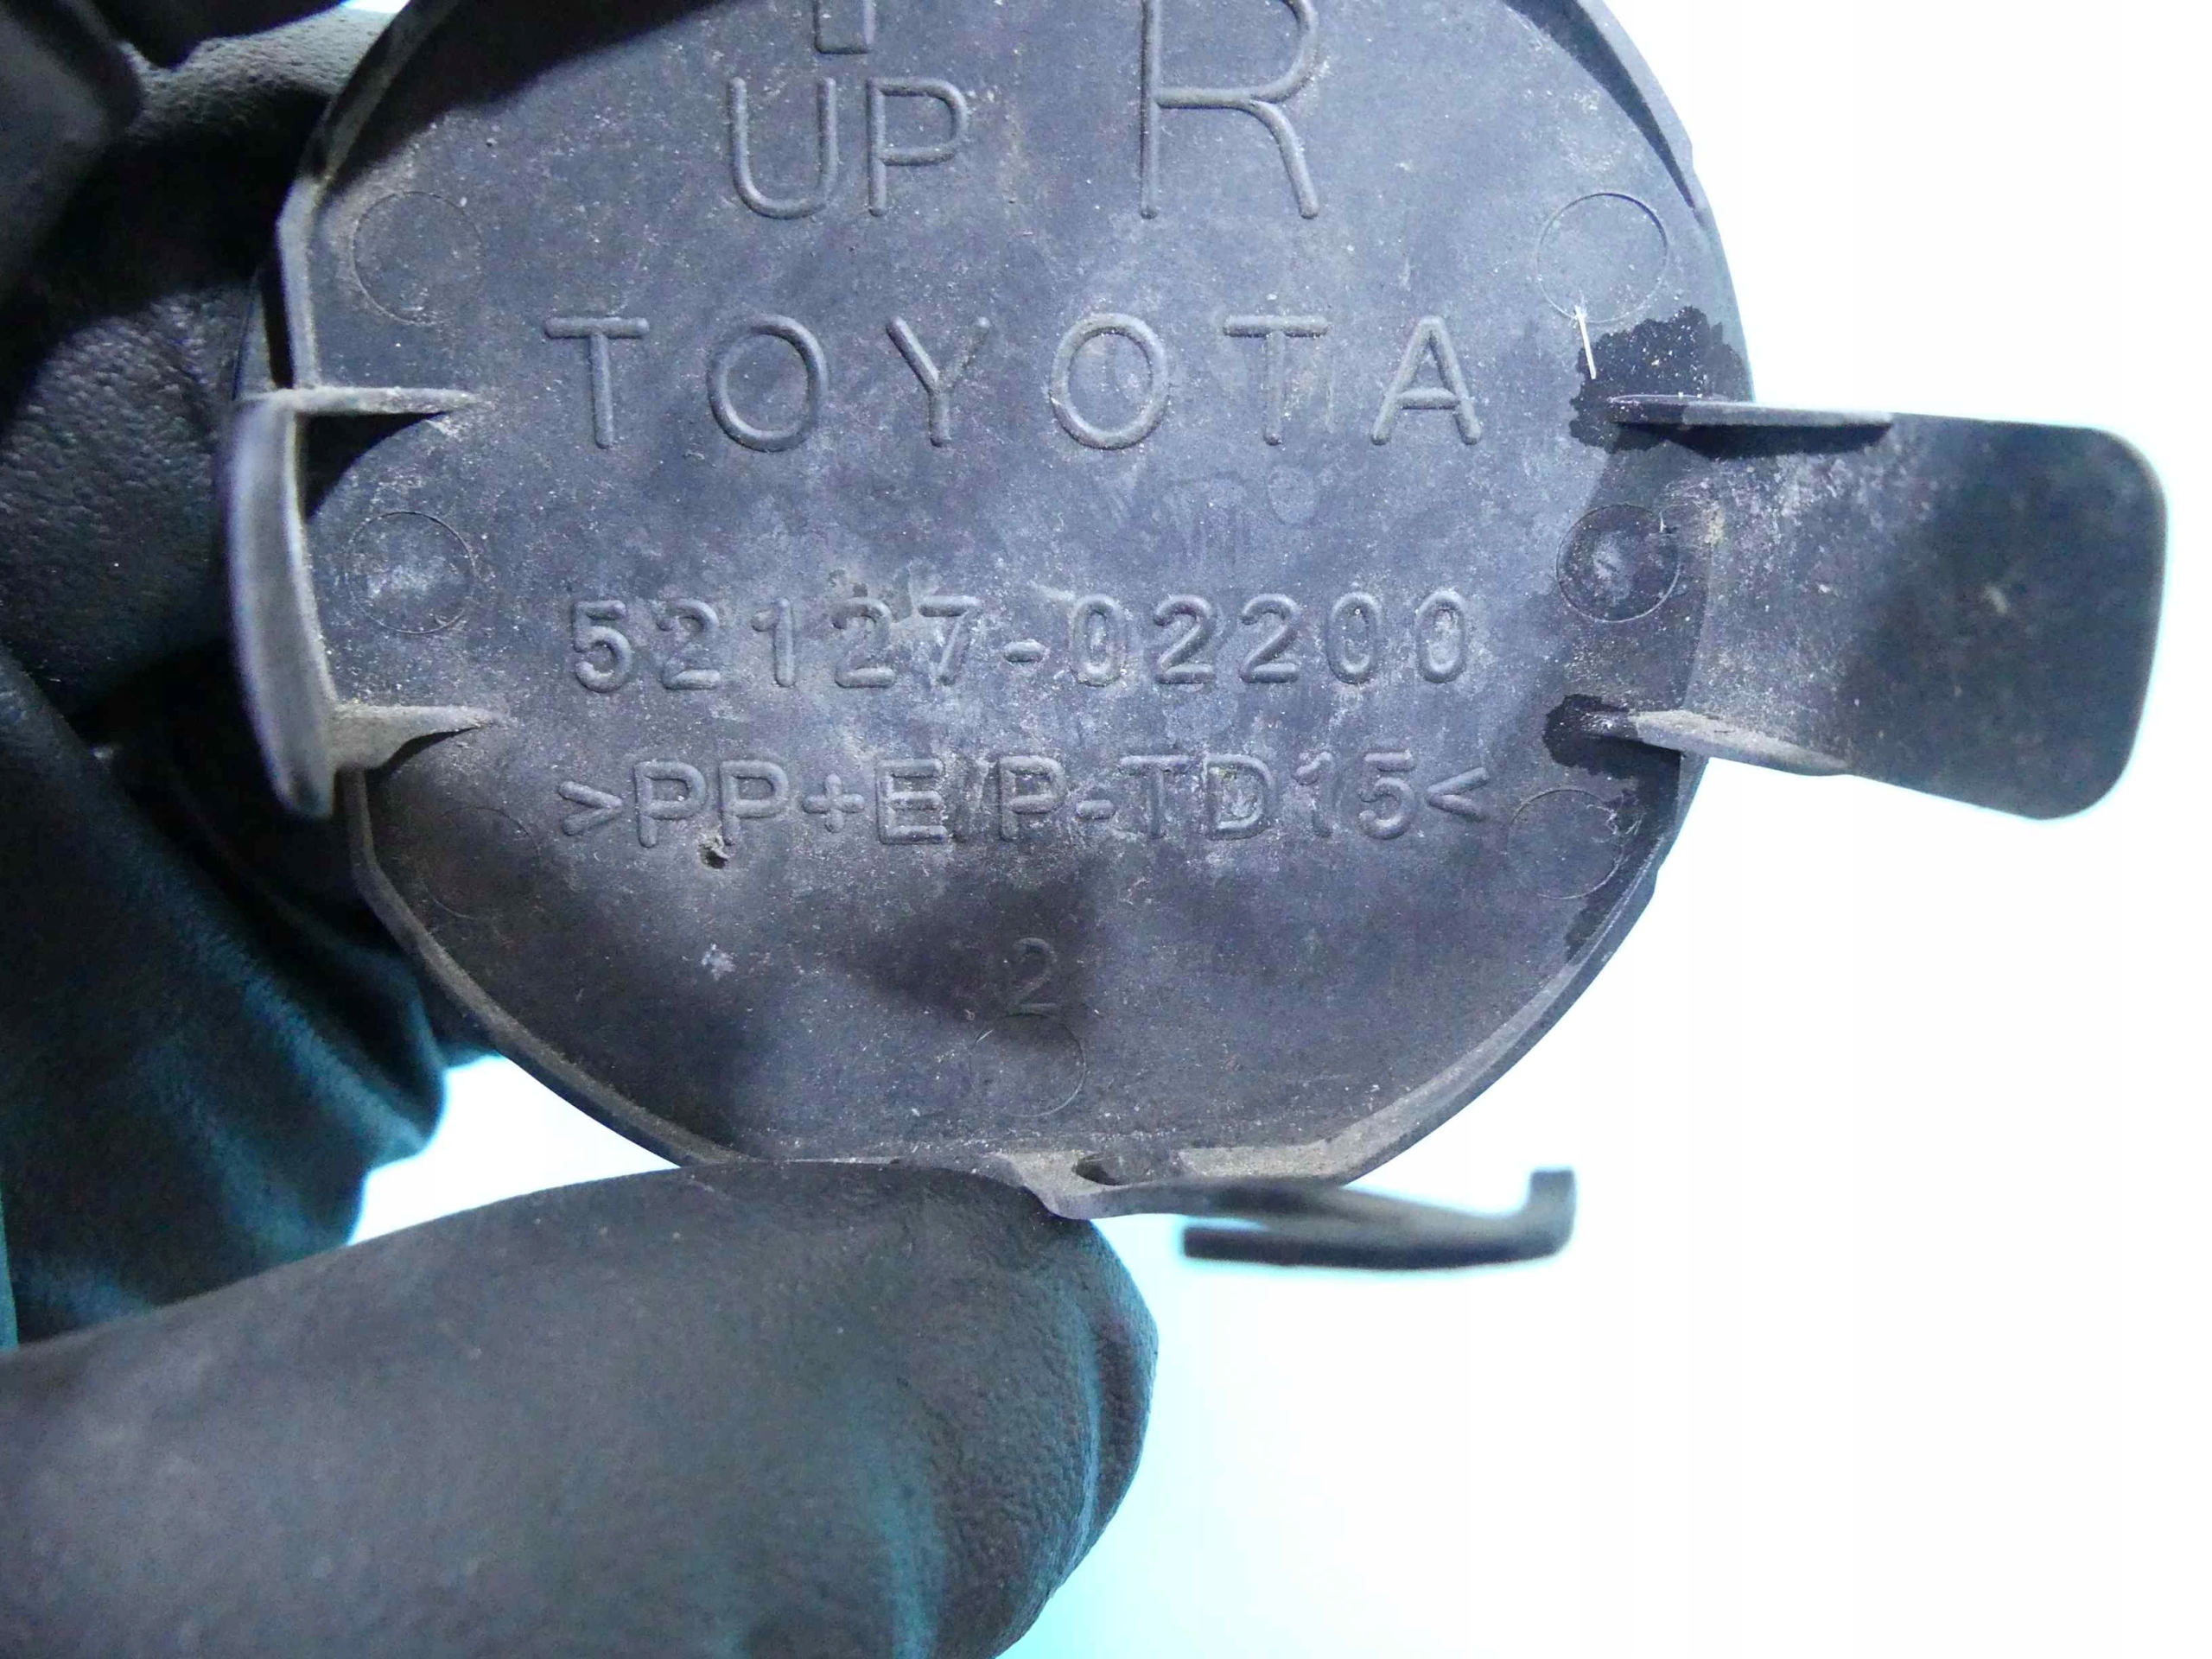 UP R
TOYOTA
52127-02200
>PP+E/P-TD15<
2